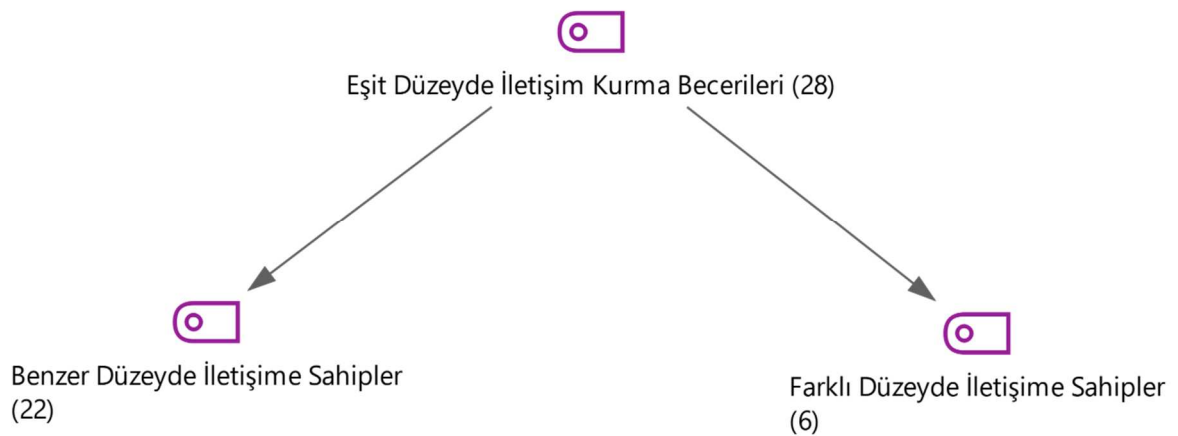 Eşit Düzeyde İletişim Kurma Becerileri (28)
Benzer Düzeyde İletişime Sahipler
(22)
Farklı Düzeyde İletişime Sahipler
(6)